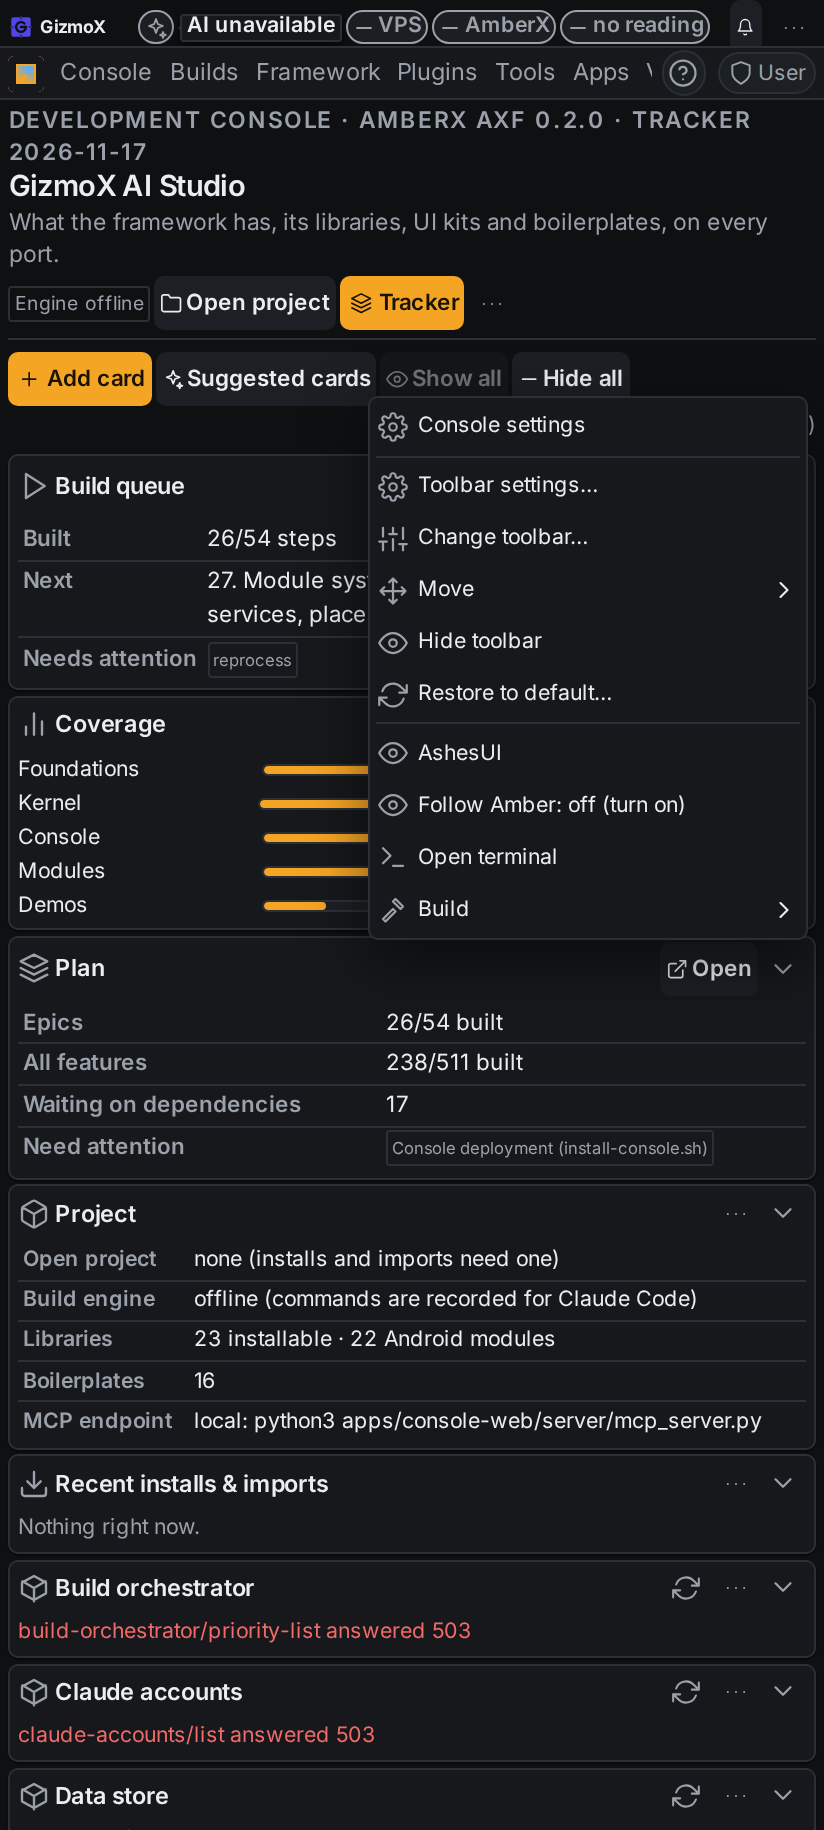 GizmoX
AI unavailable
— VPS
— AmberX
— no reading
...
Console Builds Framework Plugins Tools Apps
User
DEVELOPMENT CONSOLE · AMBERX AXF 0.2.0 · TRACKER
2026-11-17
GizmoX AI Studio
What the framework has, its libraries, UI kits and boilerplates, on every
port.
Engine offline
Open project
Tracker
...
+ Add card
Suggested cards
Show all
— Hide all
)
Console settings
Toolbar settings...
Change toolbar...
Move
Hide toolbar
Restore to default...
AshesUI
Follow Amber: off (turn on)
Open terminal
Build
Build queue
Built 26/54 steps
Next 27. Module
services, place
Needs attention reprocess
Coverage
Foundations
Kernel
Console
Modules
Demos
Plan
Open
Epics 26/54 built
All features 238/511 built
Waiting on dependencies 17
Need attention Console deployment (install-console.sh)
Project
...
Open project none (installs and imports need one)
Build engine offline (commands are recorded for Claude Code)
Libraries 23 installable · 22 Android modules
Boilerplates 16
MCP endpoint local: python3 apps/console-web/server/mcp_server.py
Recent installs & imports
...
Nothing right now.
Build orchestrator
...
build-orchestrator/priority-list answered 503
Claude accounts
...
claude-accounts/list answered 503
Data store
...